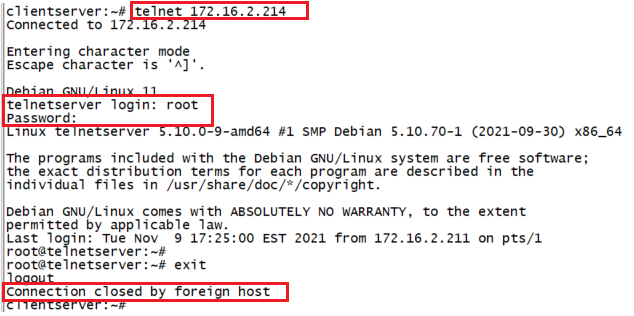 clientserver:~# telnet 172.16.2.214
Connected to 172.16.2.214

Entering character mode
Escape character is '^]'.

Debian GNU/Linux 11
telnetserver login: root
Password:
Linux telnetserver 5.10.0-9-amd64 #1 SMP Debian 5.10.70-1 (2021-09-30) x86_64

The programs included with the Debian GNU/Linux system are free software;
the exact distribution terms for each program are described in the
individual files in /usr/share/doc/*/copyright.

Debian GNU/Linux comes with ABSOLUTELY NO WARRANTY, to the extent
permitted by applicable law.
Last login: Tue Nov  9 17:25:00 EST 2021 from 172.16.2.211 on pts/1
root@telnetserver:~#
root@telnetserver:~# exit
logout
Connection closed by foreign host
clientserver:~#